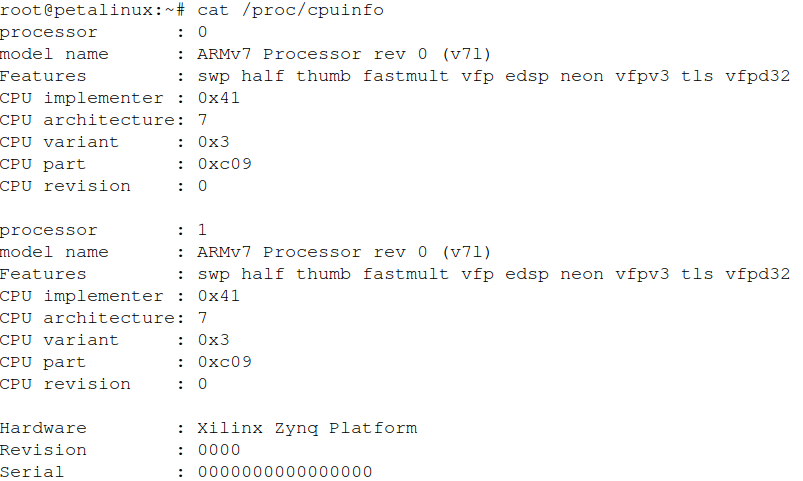 root@petalinux:~# cat /proc/cpuinfo
processor       : 0
model name      : ARMv7 Processor rev 0 (v7l)
Features        : swp half thumb fastmult vfp edsp neon vfpv3 tls vfpd32
CPU implementer : 0x41
CPU architecture: 7
CPU variant     : 0x3
CPU part        : 0xc09
CPU revision    : 0

processor       : 1
model name      : ARMv7 Processor rev 0 (v7l)
Features        : swp half thumb fastmult vfp edsp neon vfpv3 tls vfpd32
CPU implementer : 0x41
CPU architecture: 7
CPU variant     : 0x3
CPU part        : 0xc09
CPU revision    : 0

Hardware        : Xilinx Zynq Platform
Revision        : 0000
Serial          : 0000000000000000